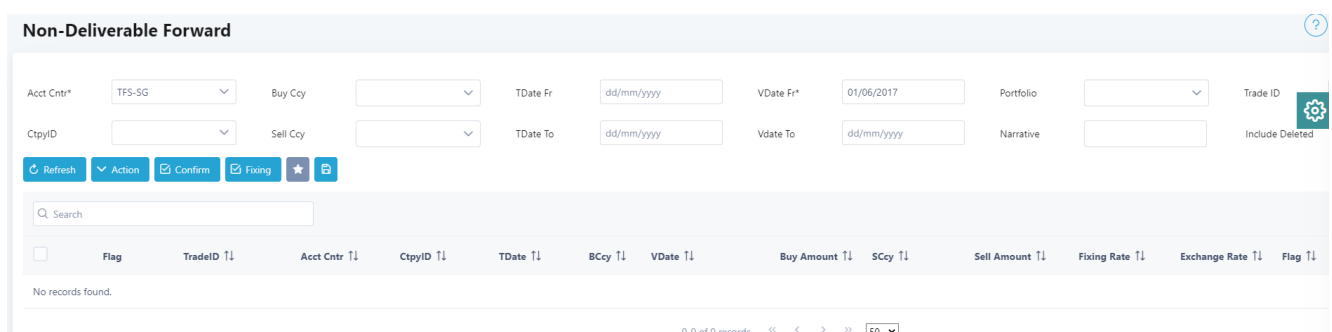 Non-Deliverable Forward
?
Acct Cntr* TFS-SG Buy Ccy TDate Fr dd/mm/yyyy VDate Fr* 01/06/2017 Portfolio Trade ID
CtpyID Sell Ccy TDate To dd/mm/yyyy Vdate To dd/mm/yyyy Narrative Include Deleted
Refresh Action Confirm Fixing
Search
Flag TradeID Acct Cntr CtpyID TDate BCcy VDate Buy Amount SCcy Sell Amount Fixing Rate Exchange Rate Flag
No records found.
0-0 of 0 records « < > » 50